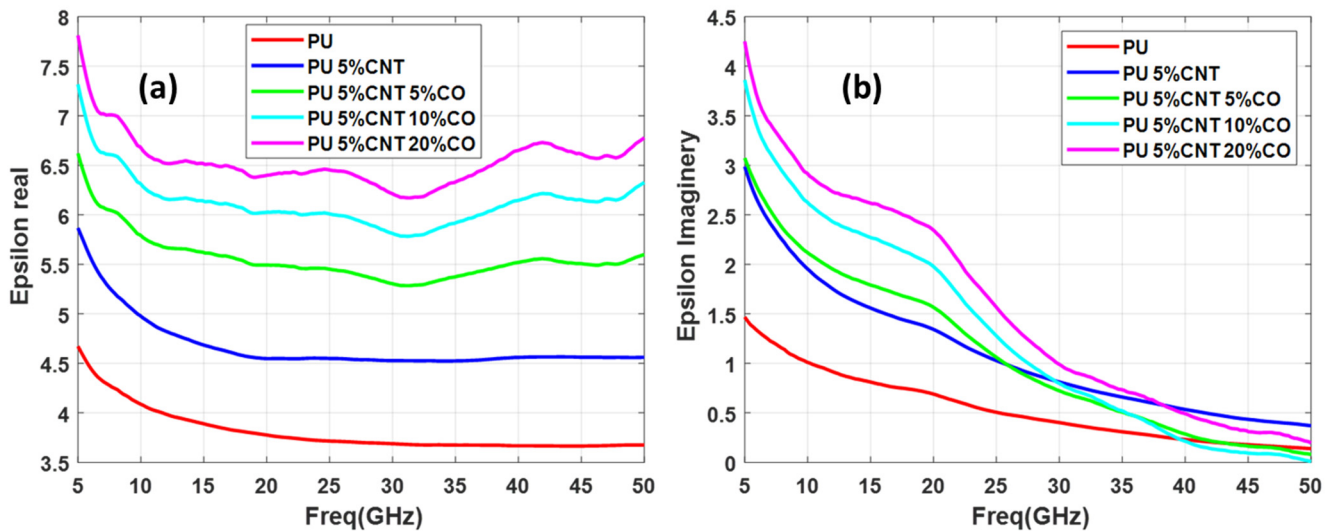 (a)
Epsilon real
8
7.5
7
6.5
6
5.5
5
4.5
4
3.5
PU
PU 5%CNT
PU 5%CNT 5%CO
PU 5%CNT 10%CO
PU 5%CNT 20%CO
5 10 15 20 25 30 35 40 45 50
Freq(GHz)
(b)
Epsilon Imaginery
4.5
4
3.5
3
2.5
2
1.5
1
0.5
0
PU
PU 5%CNT
PU 5%CNT 5%CO
PU 5%CNT 10%CO
PU 5%CNT 20%CO
5 10 15 20 25 30 35 40 45 50
Freq(GHz)